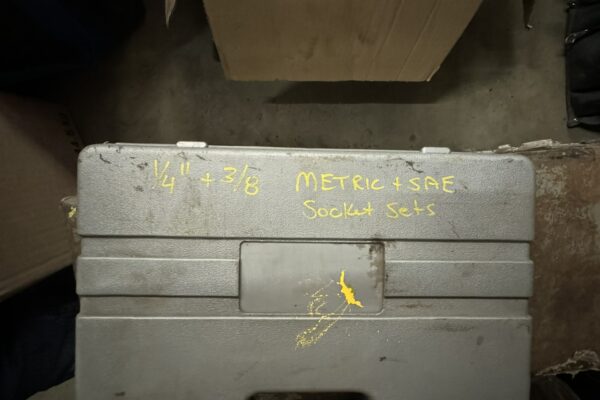 1/4" + 3/8 METRIC + SAE
Socket Sets